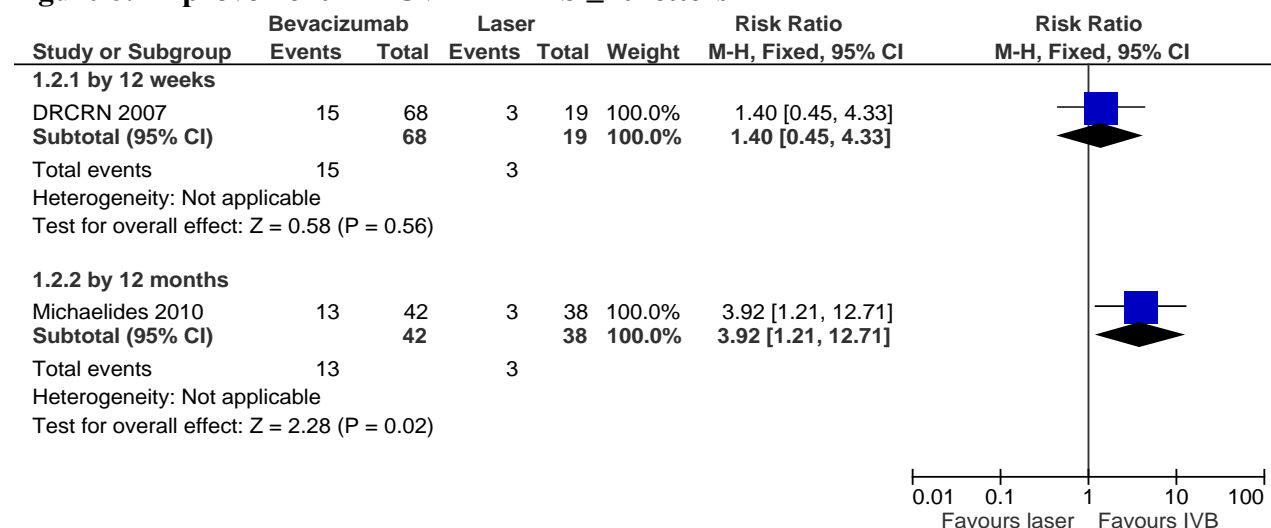 Bevacizumab Laser Risk Ratio Risk Ratio
Study or Subgroup Events Total Events Total Weight M-H, Fixed, 95% CI M-H, Fixed, 95% CI
1.2.1 by 12 weeks
DRCRN 2007 15 68 3 19 100.0% 1.40 [0.45, 4.33]
Subtotal (95% CI) 68 19 100.0% 1.40 [0.45, 4.33]
Total events 15 3
Heterogeneity: Not applicable
Test for overall effect: Z = 0.58 (P = 0.56)
1.2.2 by 12 months
Michaelides 2010 13 42 3 38 100.0% 3.92 [1.21, 12.71]
Subtotal (95% CI) 42 38 100.0% 3.92 [1.21, 12.71]
Total events 13 3
Heterogeneity: Not applicable
Test for overall effect: Z = 2.28 (P = 0.02)
0.01 0.1 1 10 100
Favours laser Favours IVB